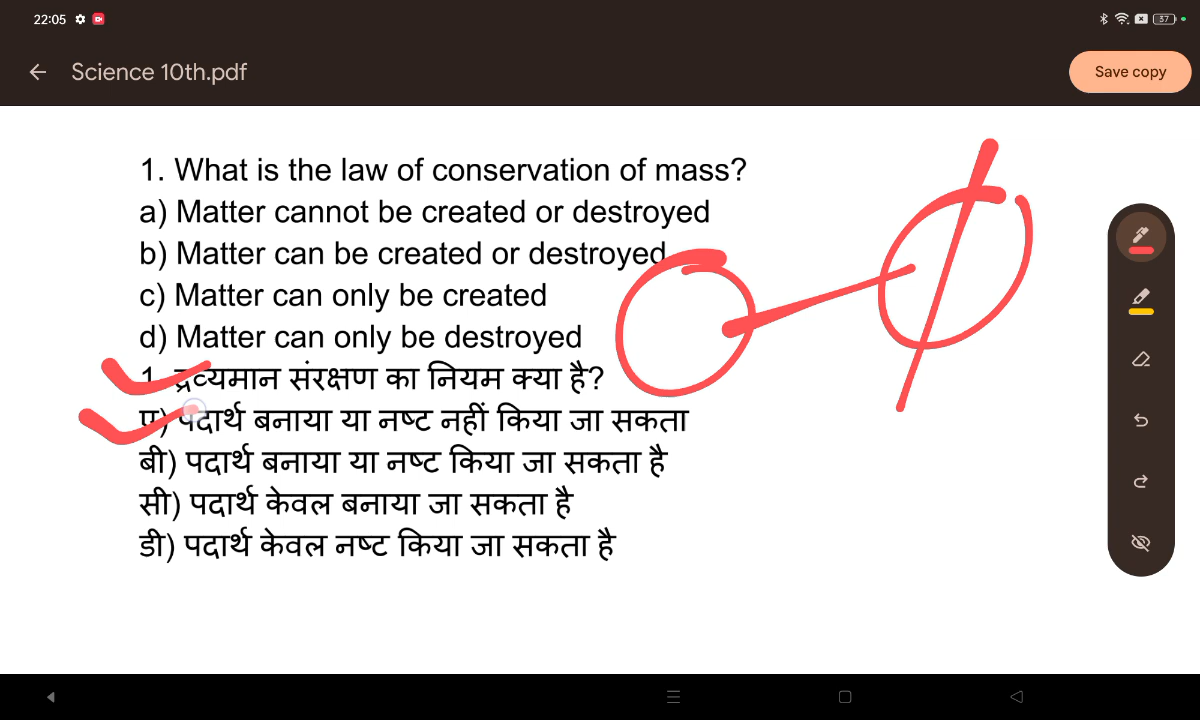 22:05
37
Science 10th.pdf
Save copy
1. What is the law of conservation of mass?
a) Matter cannot be created or destroyed
b) Matter can be created or destroyed
c) Matter can only be created
d) Matter can only be destroyed
1. द्रव्यमान संरक्षण का नियम क्या है?
ए) पदार्थ बनाया या नष्ट नहीं किया जा सकता
बी) पदार्थ बनाया या नष्ट किया जा सकता है
सी) पदार्थ केवल बनाया जा सकता है
डी) पदार्थ केवल नष्ट किया जा सकता है